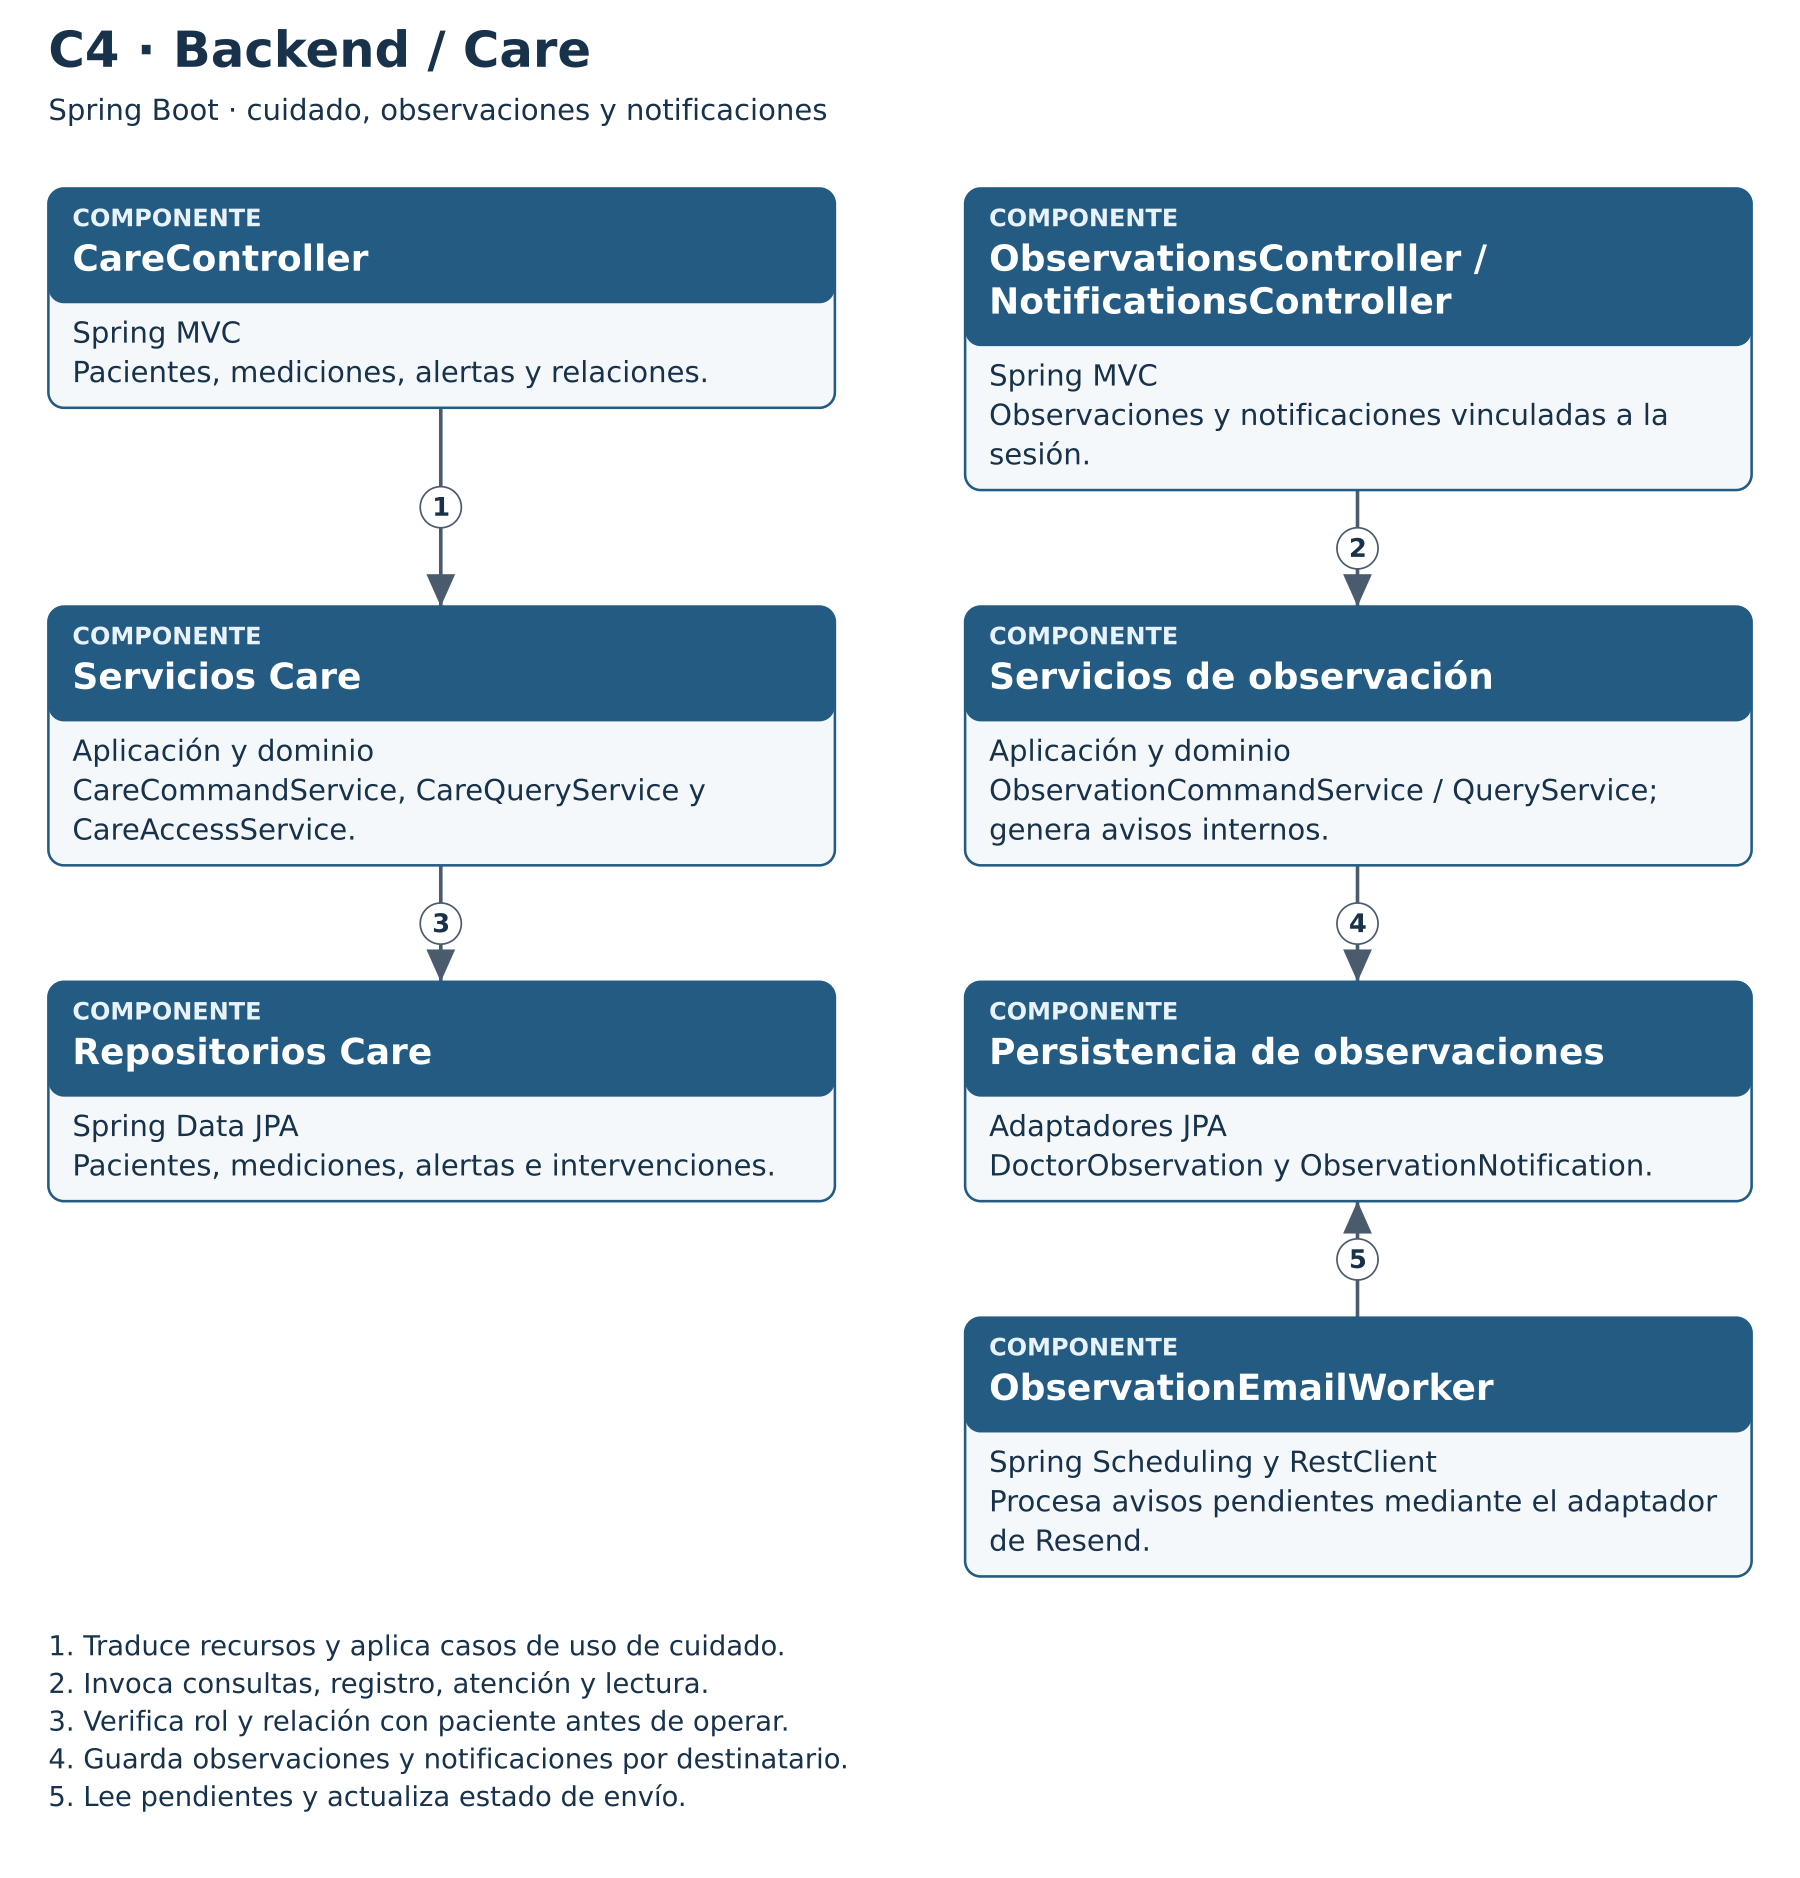 C4 · Backend / Care
Spring Boot · cuidado, observaciones y notificaciones
COMPONENTE
CareController
Spring MVC
Pacientes, mediciones, alertas y relaciones.
COMPONENTE
ObservationsController /
NotificationsController
Spring MVC
Observaciones y notificaciones vinculadas a la
sesión.
1
2
COMPONENTE
Servicios Care
Aplicación y dominio
CareCommandService, CareQueryService y
CareAccessService.
COMPONENTE
Servicios de observación
Aplicación y dominio
ObservationCommandService / QueryService;
genera avisos internos.
3
4
COMPONENTE
Repositorios Care
Spring Data JPA
Pacientes, mediciones, alertas e intervenciones.
COMPONENTE
Persistencia de observaciones
Adaptadores JPA
DoctorObservation y ObservationNotification.
5
COMPONENTE
ObservationEmailWorker
Spring Scheduling y RestClient
Procesa avisos pendientes mediante el adaptador
de Resend.
1. Traduce recursos y aplica casos de uso de cuidado.
2. Invoca consultas, registro, atención y lectura.
3. Verifica rol y relación con paciente antes de operar.
4. Guarda observaciones y notificaciones por destinatario.
5. Lee pendientes y actualiza estado de envío.